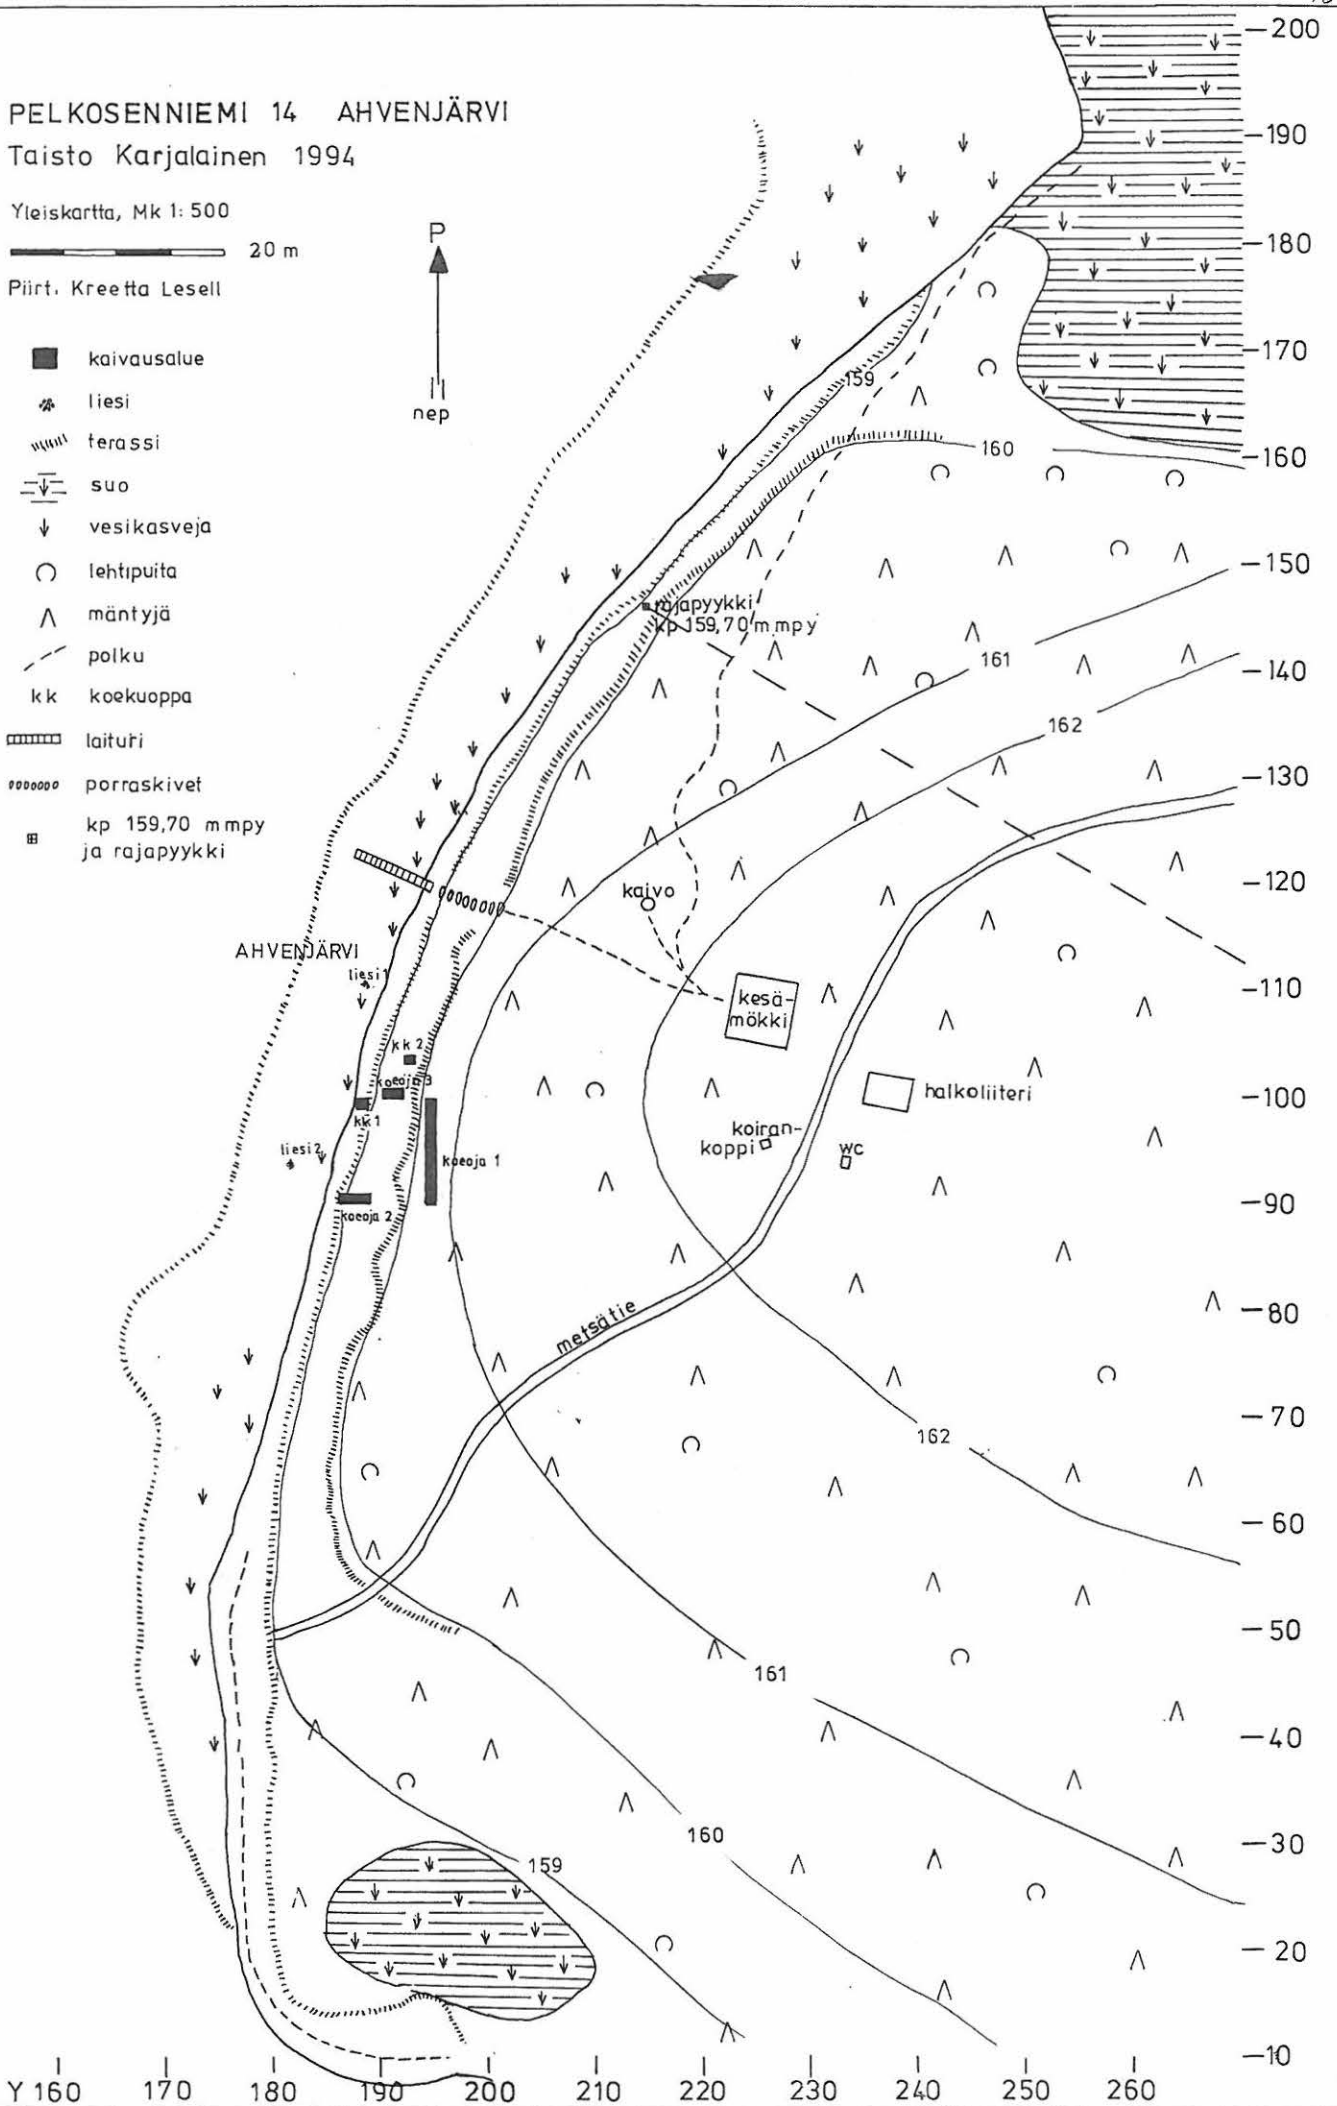 PELKOSENNIEMI 14 AHVENJÄRVI
Taisto Karjalainen 1994
Yleiskartta, Mk 1:500
20 m
Piirt. Kreetta Lesell
P
nep
kaivausalue
liesi
terassi
suo
vesikasveja
lehtipuita
mäntyjä
polku
kk koekuoppa
laituri
porraskivet
kp 159,70 mmpy
ja rajapyykki
200
190
180
170
160
150
140
130
120
110
100
90
80
70
60
50
40
30
20
10
159
160
rajapyykki
kp 159,70 mmpy
161
162
kaivo
AHVENJÄRVI
liesi 1
kesä-
mökki
kk 2
koeoja 3
kk 1
halkoliiteri
koiran-
koppi
wc
liesi 2
koeoja 1
koeoja 2
metsätie
162
161
160
159
Y 160 170 180 190 200 210 220 230 240 250 260